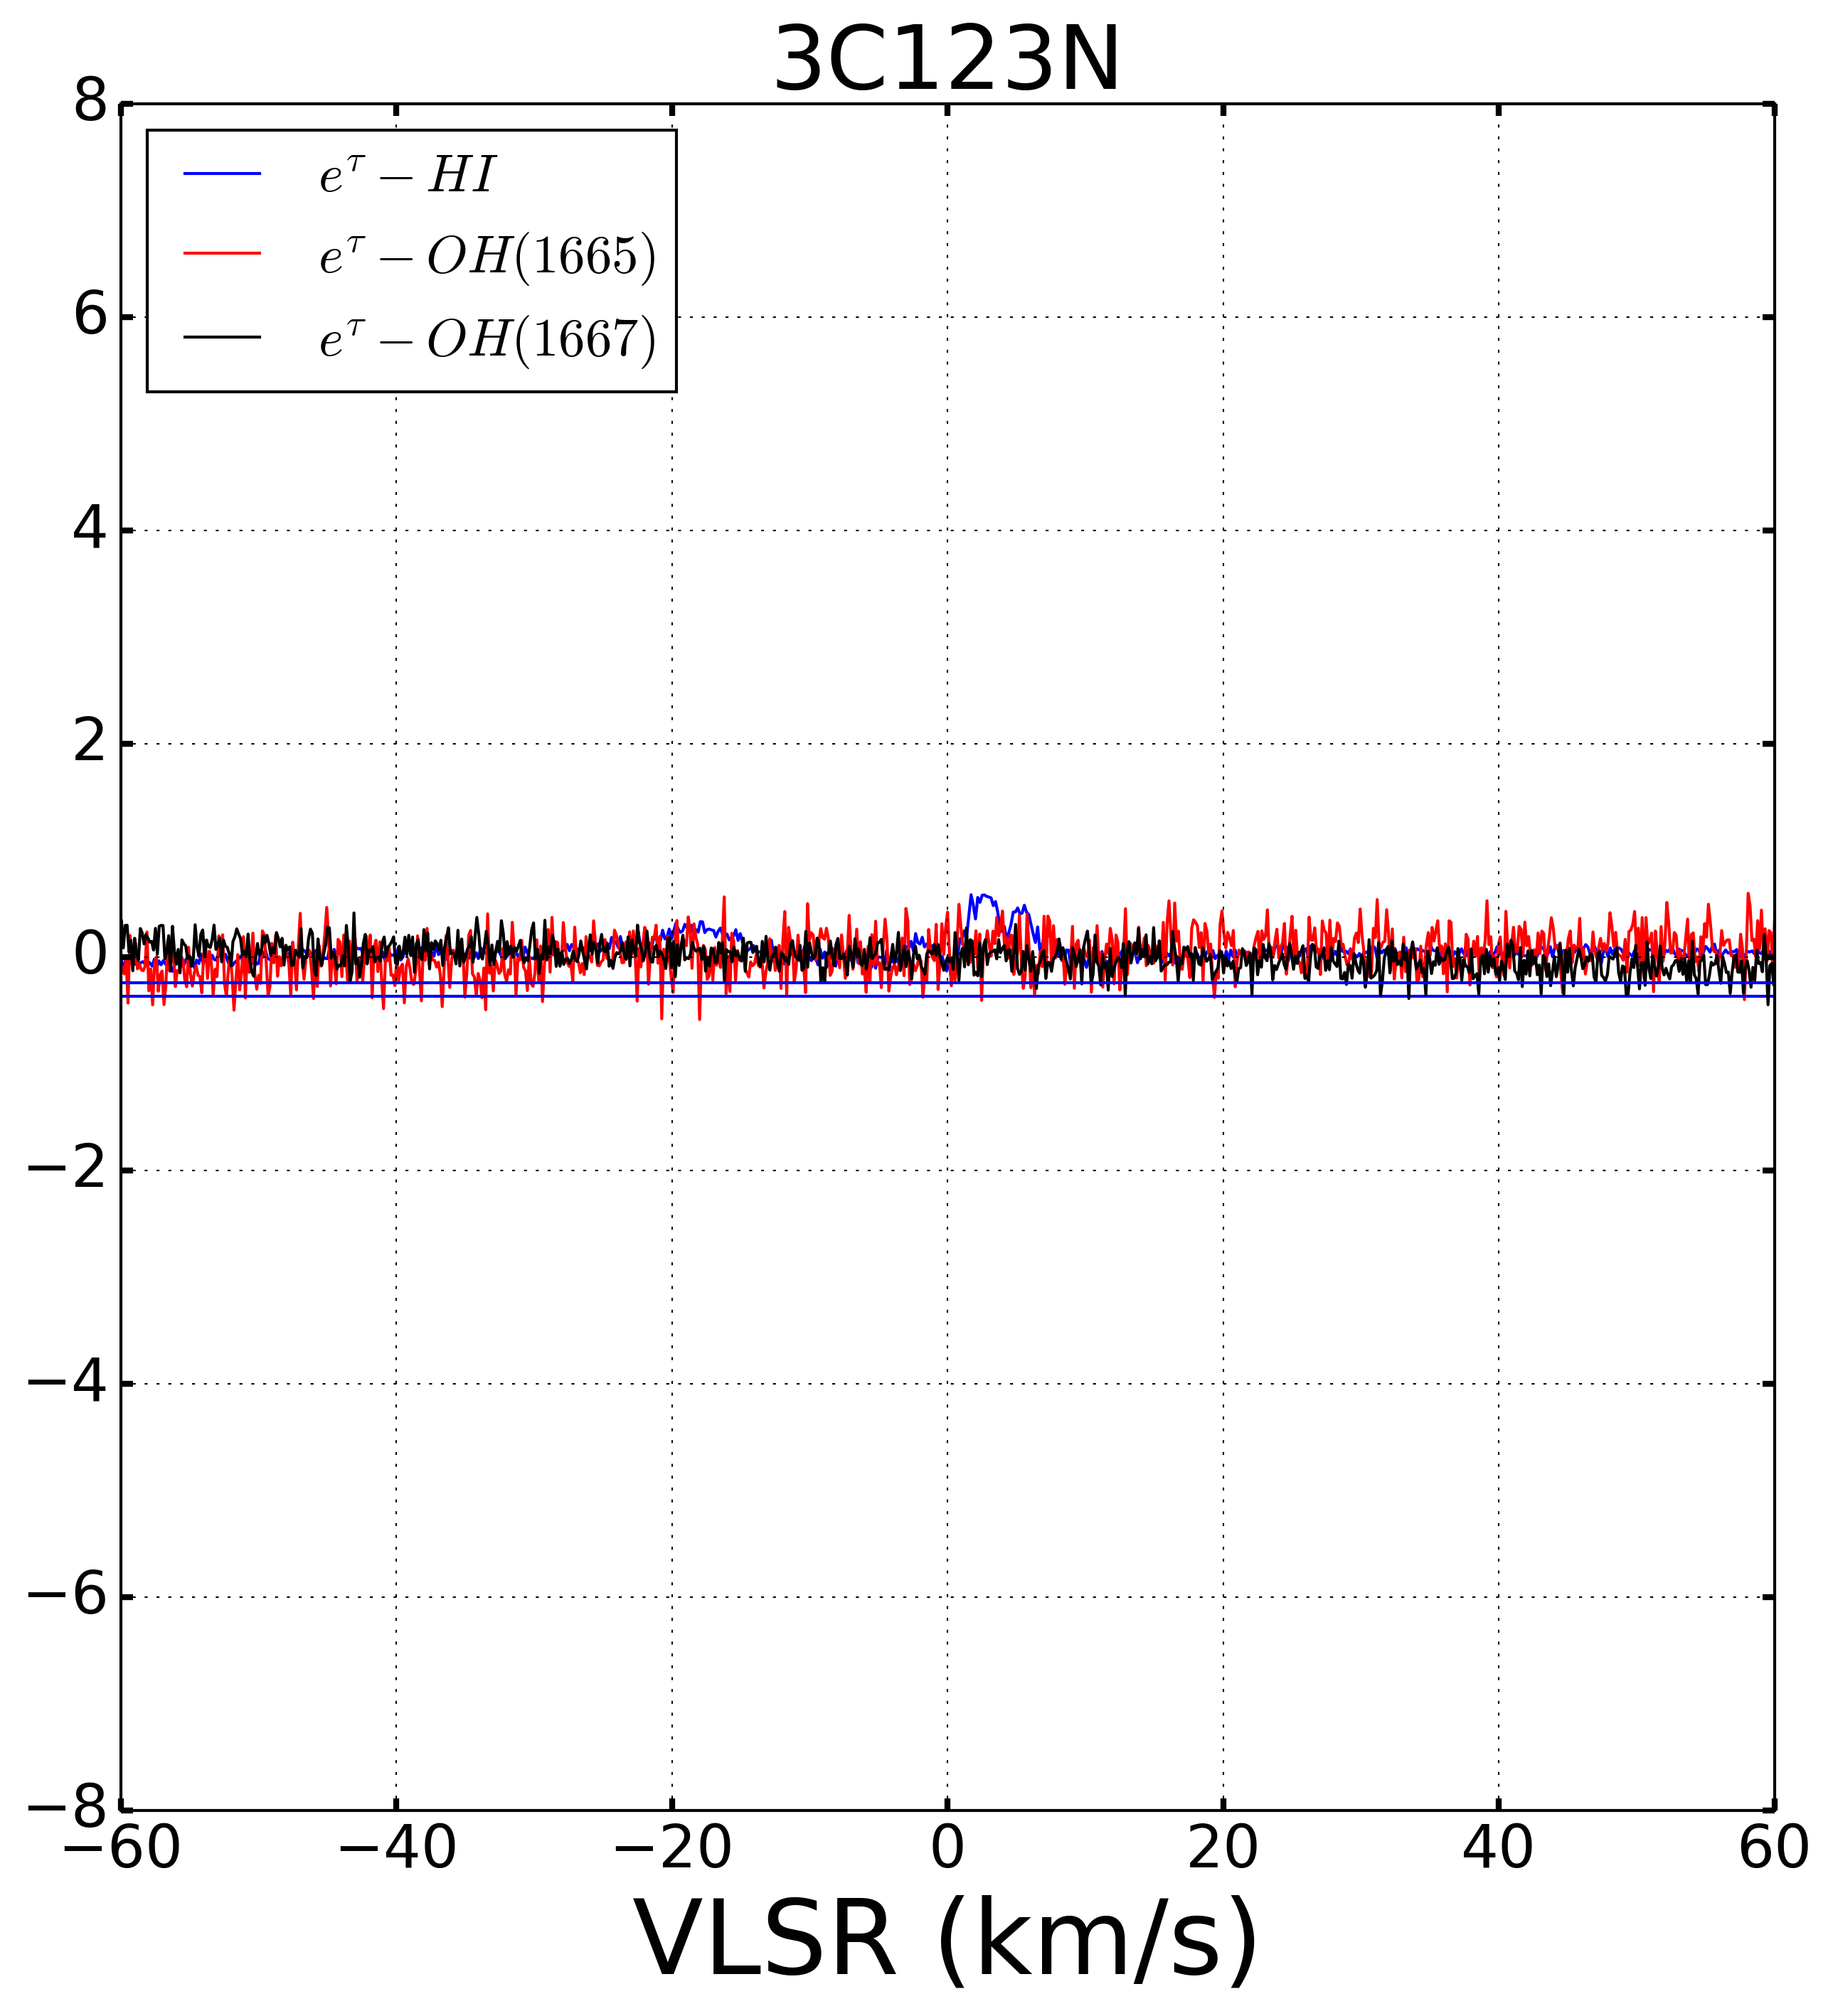 3C123N
8
e^τ − HI
e^τ − OH(1665)
6
e^τ − OH(1667)
4
2
0
−2
−4
−6
−8
−60 −40 −20 0 20 40 60
VLSR (km/s)